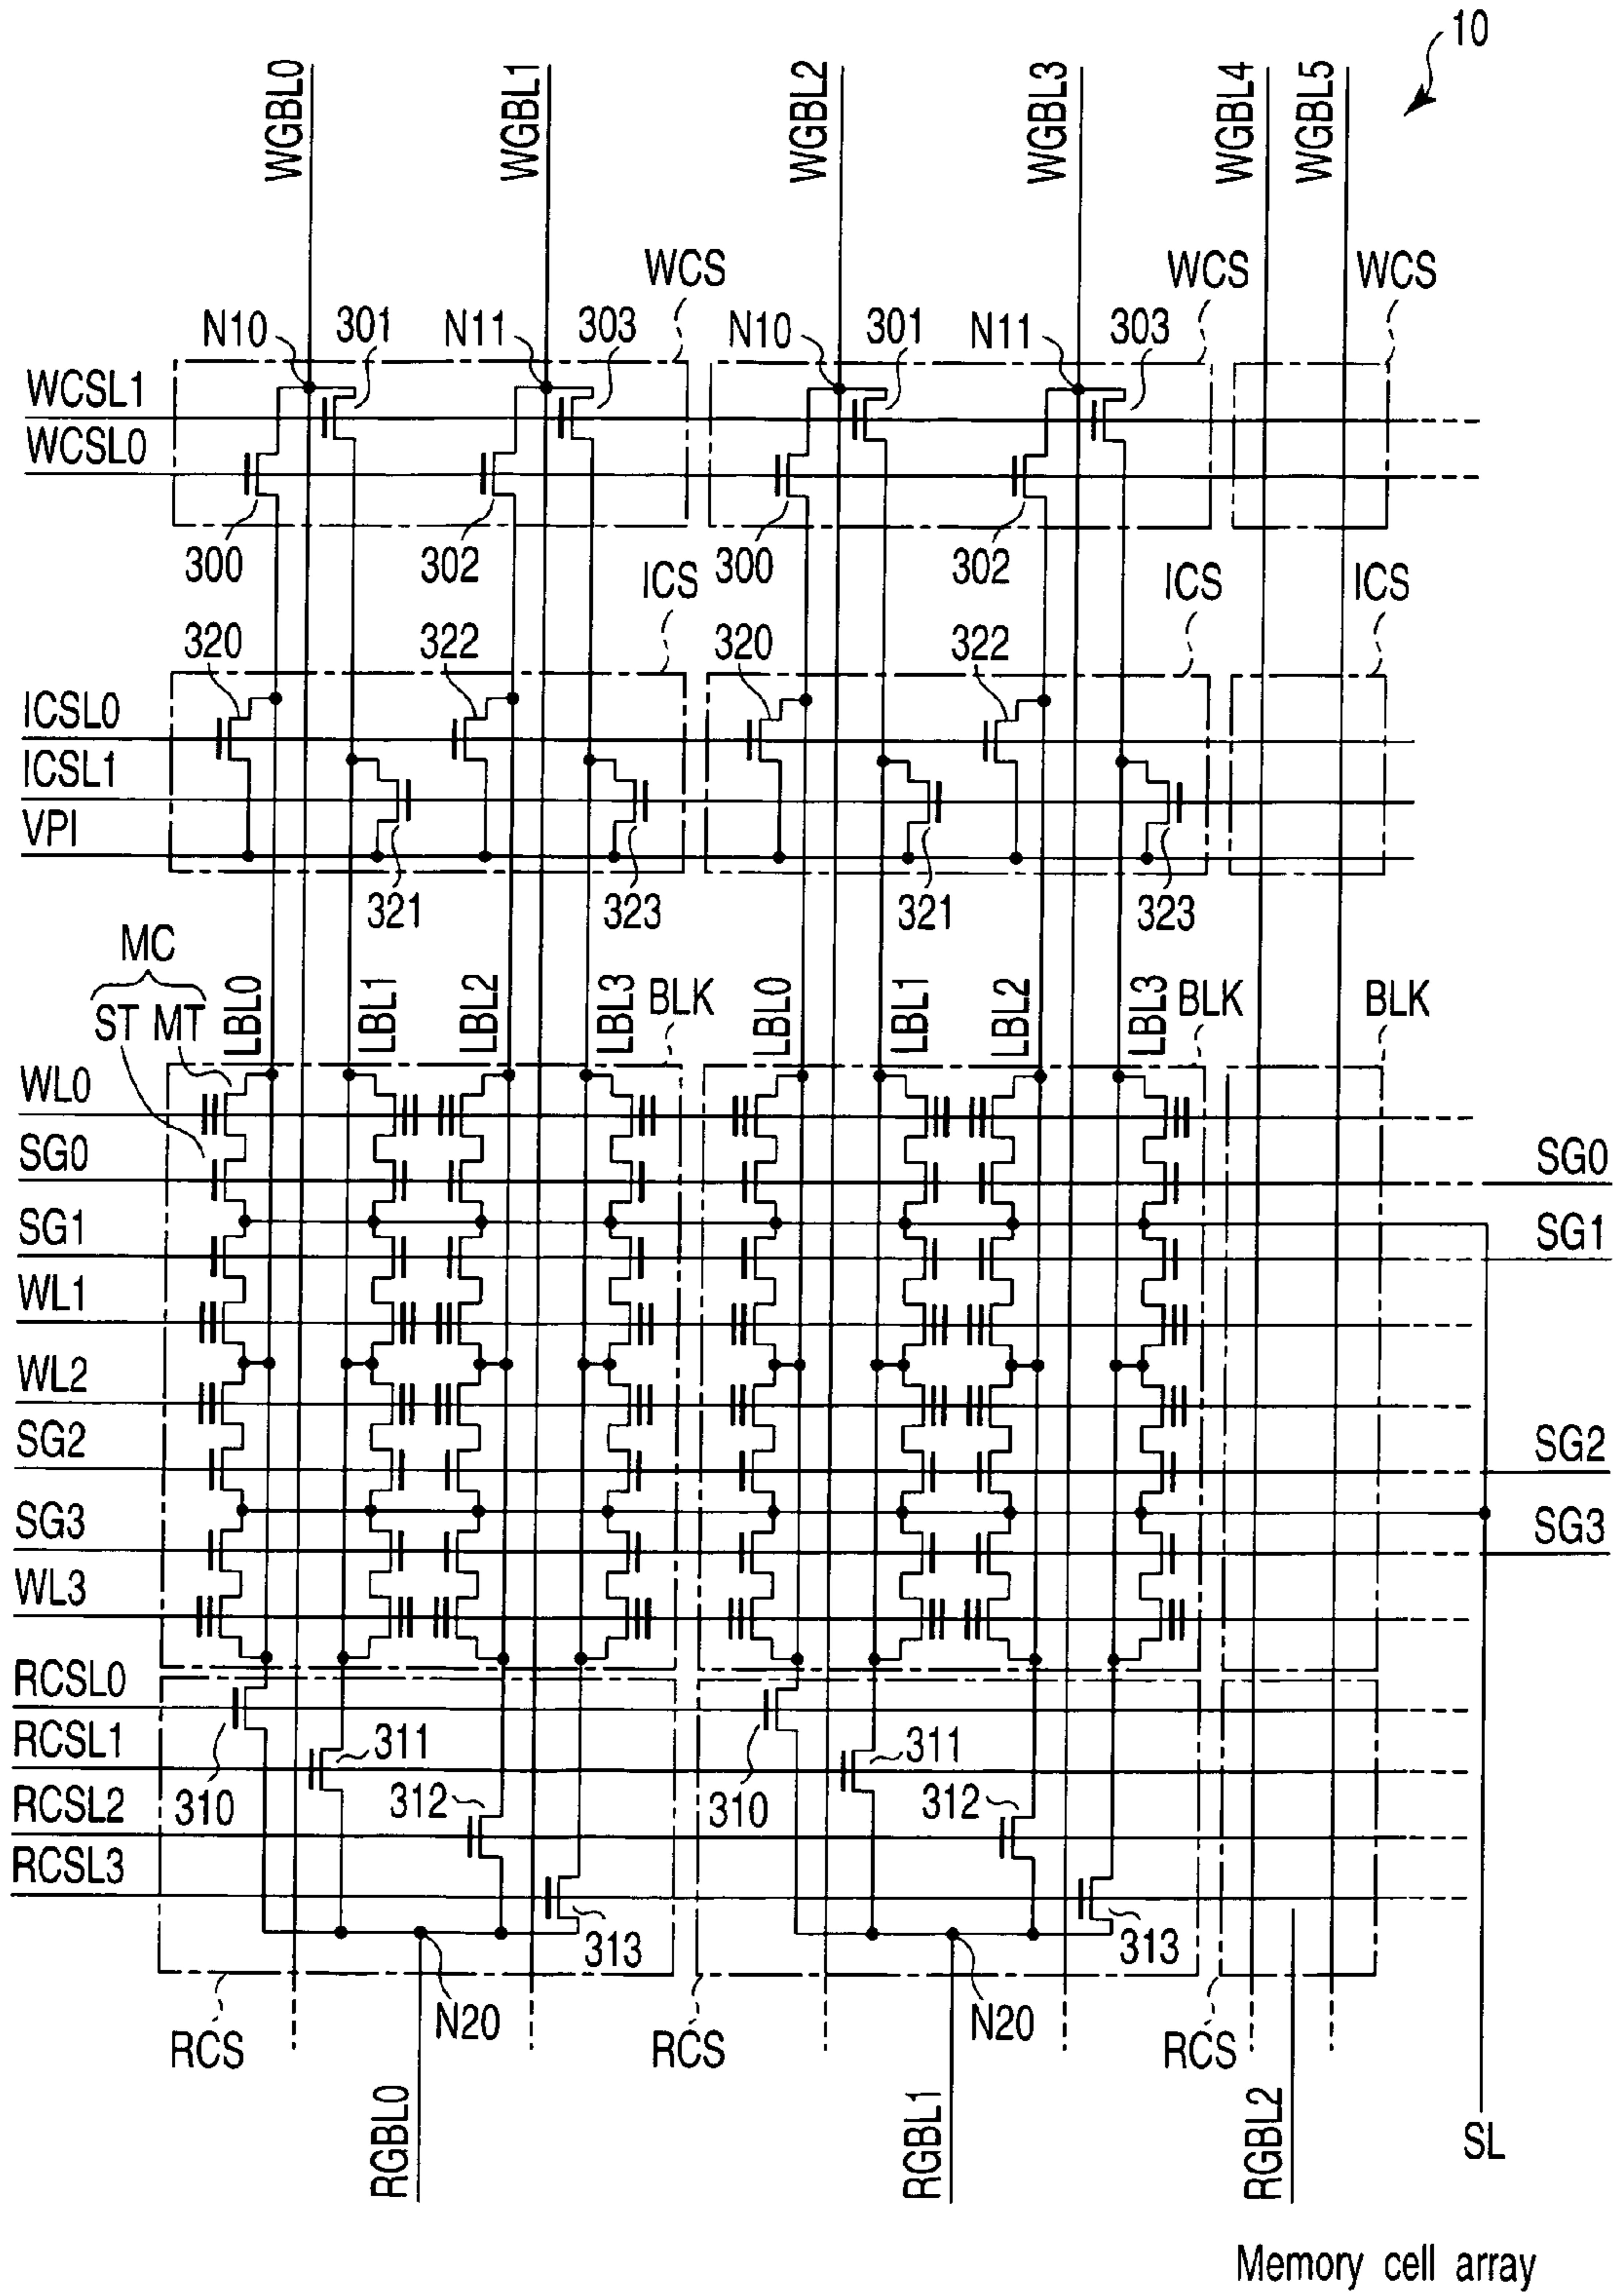 10
WGBL0 WGBL1 WGBL2 WGBL3 WGBL4 WGBL5
WCS WCS WCS
N10 301 N11 303 N10 301 N11 303
WCSL1
WCSL0
300 302 300 302
ICS ICS ICS
320 322 320 322
ICSL0
ICSL1
VPI
321 323 321 323
MC
ST MT LBL0 LBL1 LBL2 LBL3 BLK LBL0 LBL1 LBL2 LBL3 BLK BLK
WL0
SG0 SG0
SG1 SG1
WL1
WL2
SG2 SG2
SG3 SG3
WL3
RCSL0
RCSL1 311 311
310 312 310 312
RCSL2
RCSL3
313 313
RCS N20 RCS N20 RCS
RGBL0 RGBL1 RGBL2 SL
Memory cell array